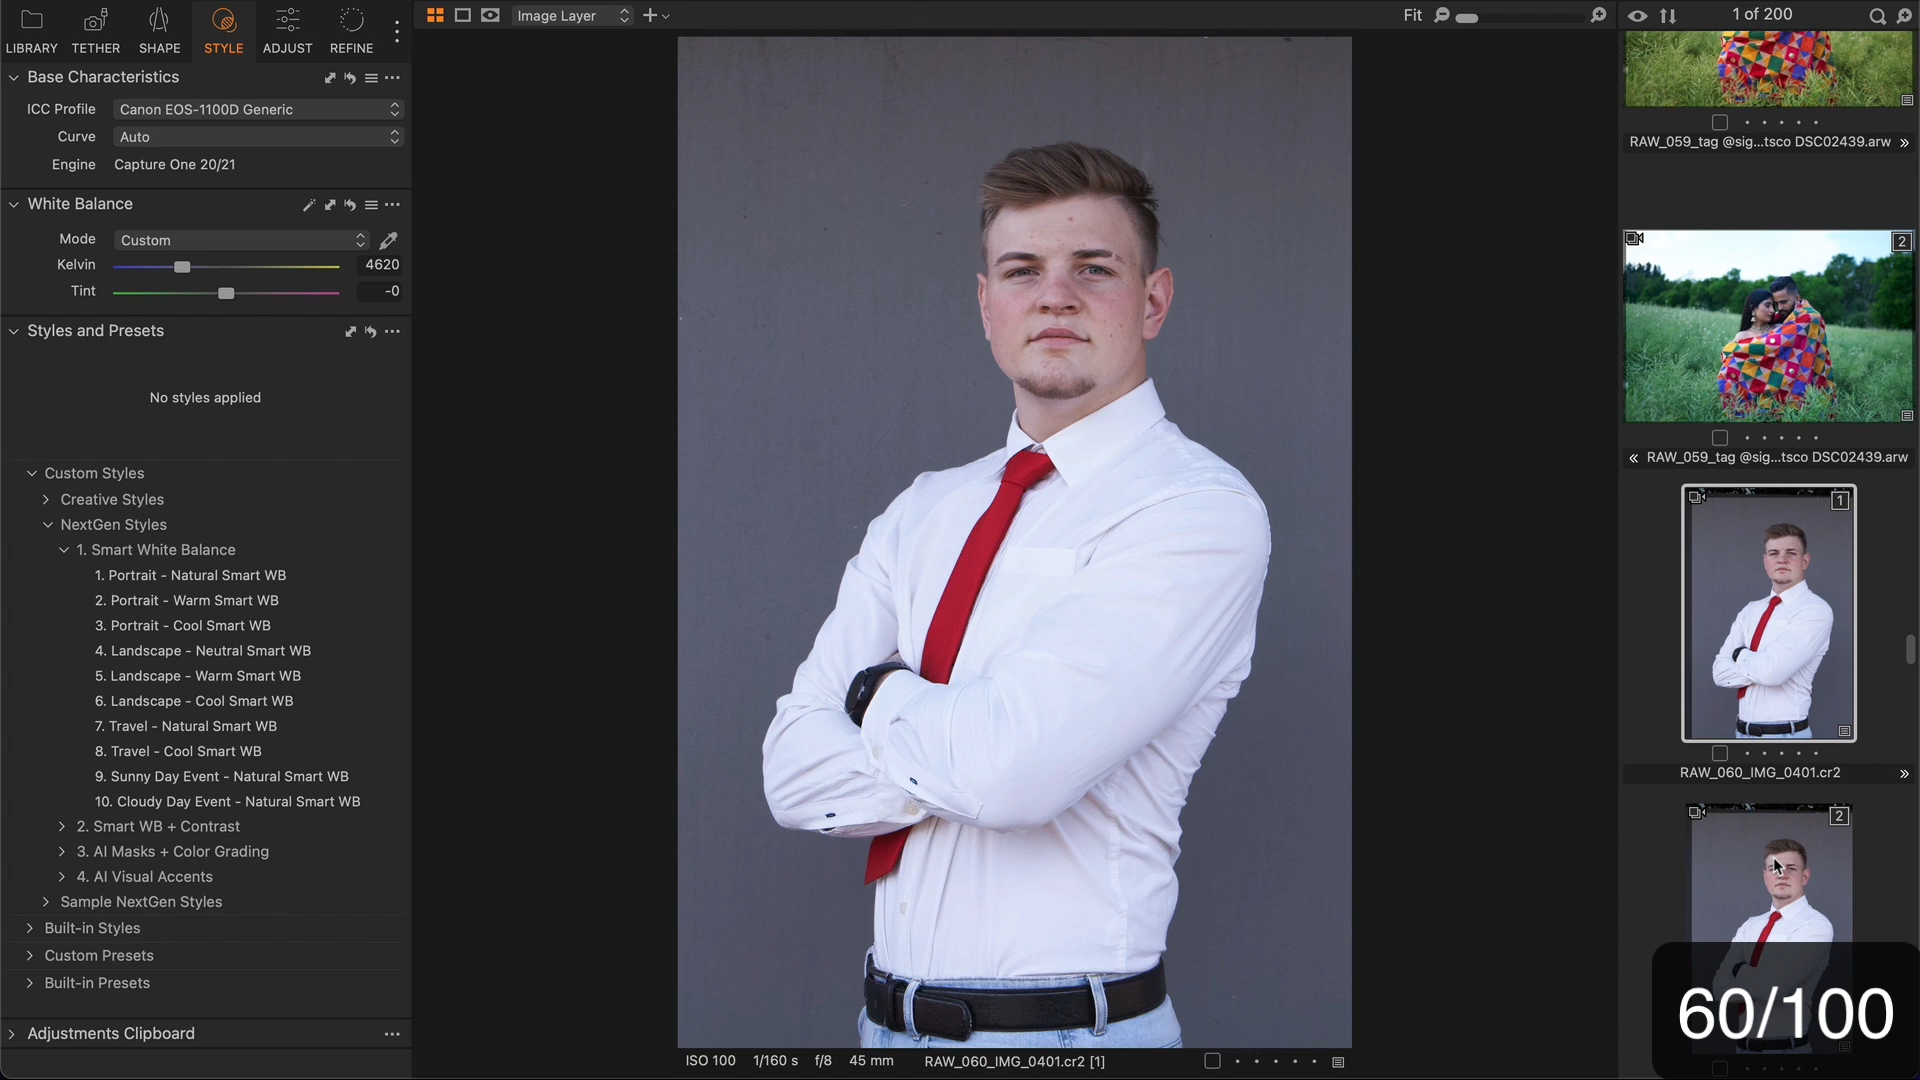 LIBRARY
TETHER
SHAPE
STYLE
ADJUST
REFINE
Image Layer
Fit
1 of 200
Base Characteristics
ICC Profile
Canon EOS-1100D Generic
Curve
Auto
Engine
Capture One 20/21
White Balance
Mode
Custom
Kelvin
4620
Tint
-0
Styles and Presets
No styles applied
Custom Styles
Creative Styles
NextGen Styles
1. Smart White Balance
1. Portrait - Natural Smart WB
2. Portrait - Warm Smart WB
3. Portrait - Cool Smart WB
4. Landscape - Neutral Smart WB
5. Landscape - Warm Smart WB
6. Landscape - Cool Smart WB
7. Travel - Natural Smart WB
8. Travel - Cool Smart WB
9. Sunny Day Event - Natural Smart WB
10. Cloudy Day Event - Natural Smart WB
2. Smart WB + Contrast
3. AI Masks + Color Grading
4. AI Visual Accents
Sample NextGen Styles
Built-in Styles
Custom Presets
Built-in Presets
Adjustments Clipboard
ISO 100 1/160 s f/8 45 mm RAW_060_IMG_0401.cr2 [1]
RAW_059_tag @sig...tsco DSC02439.arw »
2
« RAW_059_tag @sig...tsco DSC02439.arw
1
RAW_060_IMG_0401.cr2 »
2
60/100